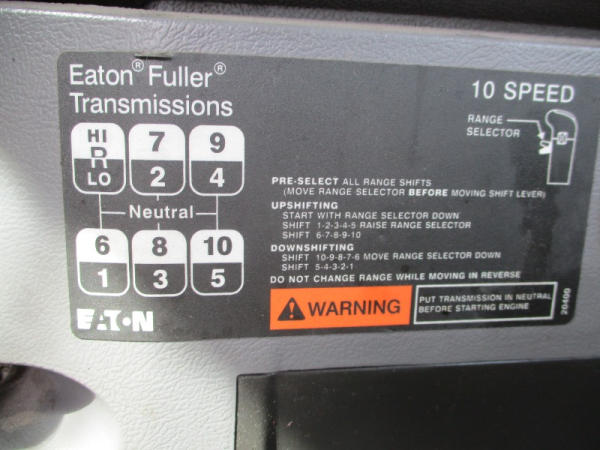 Eaton® Fuller®
Transmissions
HI
R
LO
7
2
9
4
Neutral
6
1
8
3
10
5
EATON
10 SPEED
RANGE
SELECTOR
PRE-SELECT ALL RANGE SHIFTS
(MOVE RANGE SELECTOR BEFORE MOVING SHIFT LEVER)
UPSHIFTING
START WITH RANGE SELECTOR DOWN
SHIFT 1-2-3-4-5 RAISE RANGE SELECTOR
SHIFT 6-7-8-9-10
DOWNSHIFTING
SHIFT 10-9-8-7-6 MOVE RANGE SELECTOR DOWN
SHIFT 5-4-3-2-1
DO NOT CHANGE RANGE WHILE MOVING IN REVERSE
WARNING
PUT TRANSMISSION IN NEUTRAL
BEFORE STARTING ENGINE
20400